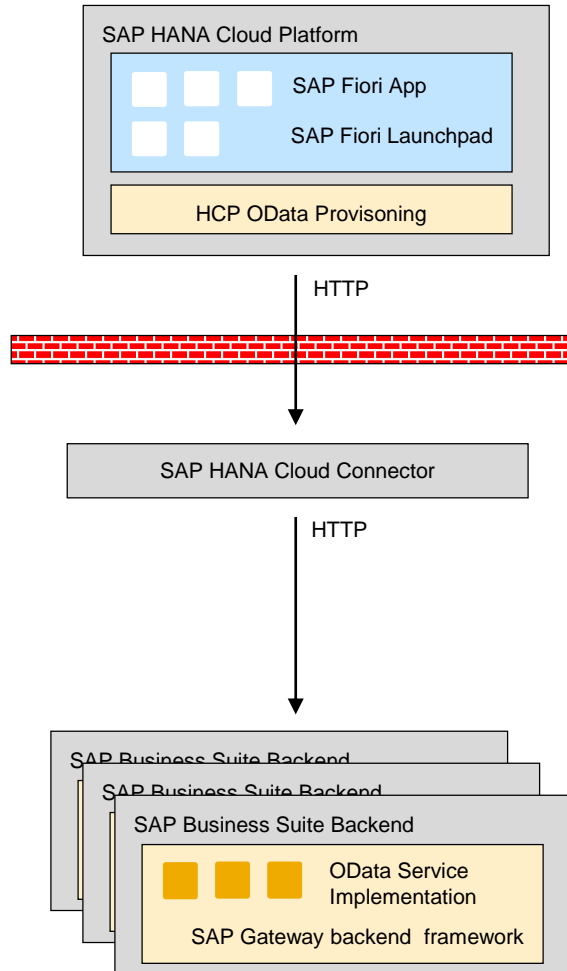 SAP HANA Cloud Platform
SAP Fiori App
SAP Fiori Launchpad
HCP OData Provisoning
HTTP
SAP HANA Cloud Connector
HTTP
SAP Business Suite Backend
SAP Business Suite Backend
SAP Business Suite Backend
OData Service
Implementation
SAP Gateway backend framework